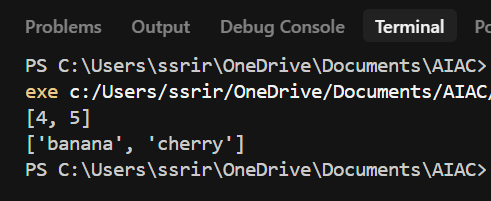 Problems Output Debug Console Terminal
PS C:\Users\ssrir\OneDrive\Documents\AIAC>
exe c:/Users/ssrir/OneDrive/Documents/AIAC/
[4, 5]
['banana', 'cherry']
PS C:\Users\ssrir\OneDrive\Documents\AIAC>